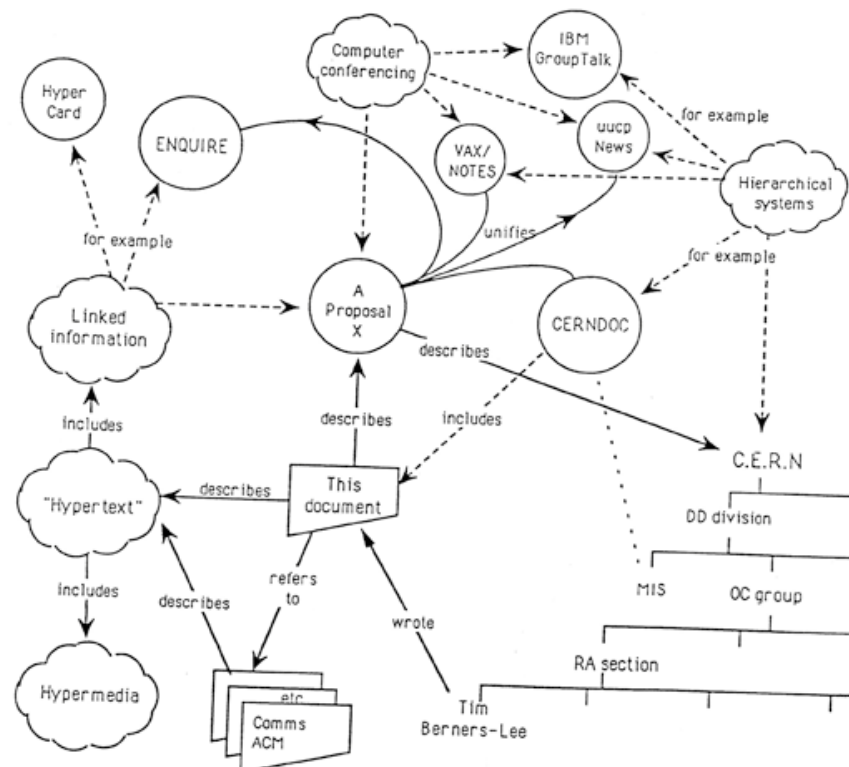 IBM
GroupTalk
Computer
conferencing
Hyper
Card
for example
uucp
News
ENQUIRE
VAX/
NOTES
Hierarchical
systems
unifies
for example
for example
A
Proposal
X
Linked
information
CERNDOC
describes
includes
describes
includes
C.E.R.N
This
document
describes
"Hypertext"
DD division
refers
to
MIS
OC group
includes
describes
wrote
RA section
Hypermedia
etc
Tim
Berners-Lee
Comms
ACM